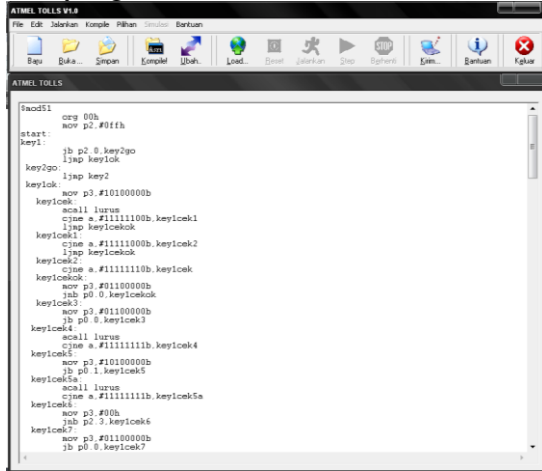 ATMEL TOLLS V1.0
File Edit Jalankan Kompile Pilihan Simulasi Bantuan
Baru Buka... Simpan Kompile! Ubah.. Load... Reset Jalankan Step Berhenti Kirim... Bantuan Keluar
ATMEL TOLLS
$mod51
org 00h
mov p2,#0ffh
start:
key1:
jb p2.0,key2go
ljmp key1ok
key2go:
ljmp key2
key1ok:
mov p3,#10100000b
key1cek:
acall lurus
cjne a,#11111100b,key1cek1
ljmp key1cekok
key1cek1:
cjne a,#11111000b,key1cek2
ljmp key1cekok
key1cek2:
cjne a,#11111110b,key1cek
key1cekok:
mov p3,#01100000b
jnb p0.0,key1cekok
key1cek3:
mov p3,#01100000b
jb p0.0,key1cek3
key1cek4:
acall lurus
cjne a,#11111111b,key1cek4
key1cek5:
mov p3,#10100000b
jb p0.1,key1cek5
key1cek5a:
acall lurus
cjne a,#11111111b,key1cek5a
key1cek6:
mov p3,#00h
jnb p2.3,key1cek6
key1cek7:
mov p3,#01100000b
jb p0.0,key1cek7